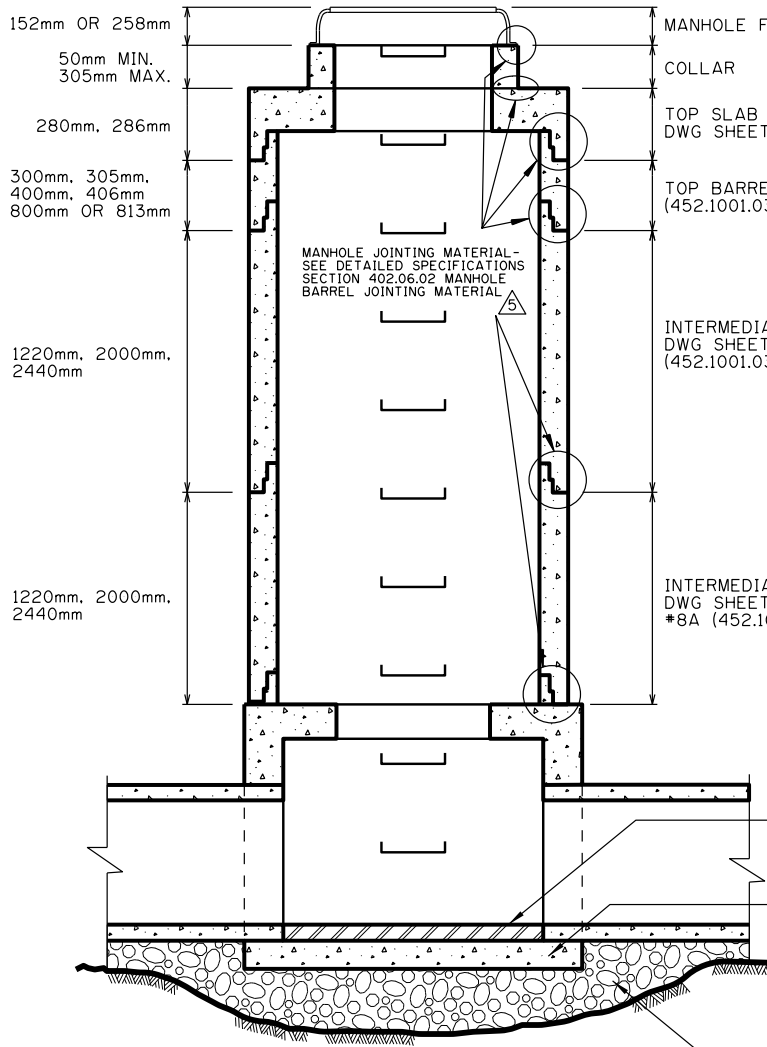 152mm OR 258mm
50mm MIN.
305mm MAX.
280mm, 286mm
300mm, 305mm,
400mm, 406mm
800mm OR 813mm
1220mm, 2000mm,
2440mm
1220mm, 2000mm,
2440mm
MANHOLE JOINTING MATERIAL-
SEE DETAILED SPECIFICATIONS
SECTION 402.06.02 MANHOLE
BARREL JOINTING MATERIAL
5
MANHOLE F
COLLAR
TOP SLAB
DWG SHEET
TOP BARRE
(452.1001.03
INTERMEDIA
DWG SHEET
(452.1001.03
INTERMEDIA
DWG SHEET
#8A (452.10